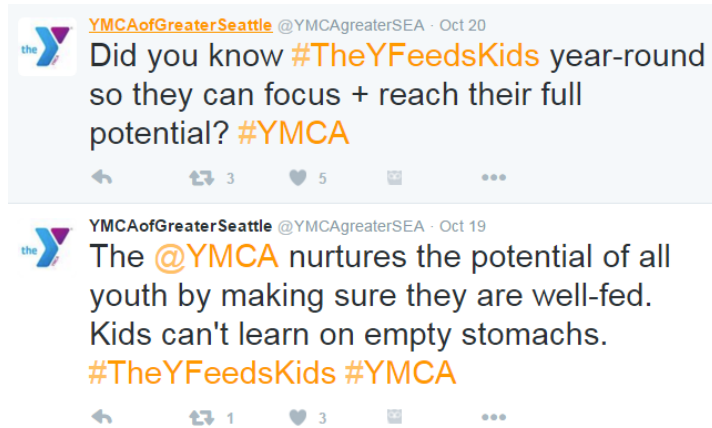 YMCAofGreaterSeattle @YMCAgreaterSEA · Oct 20
the
Did you know #TheYFeedsKids year-round
so they can focus + reach their full
potential? #YMCA
3 5
YMCAofGreaterSeattle @YMCAgreaterSEA · Oct 19
the
The @YMCA nurtures the potential of all
youth by making sure they are well-fed.
Kids can't learn on empty stomachs.
#TheYFeedsKids #YMCA
1 3